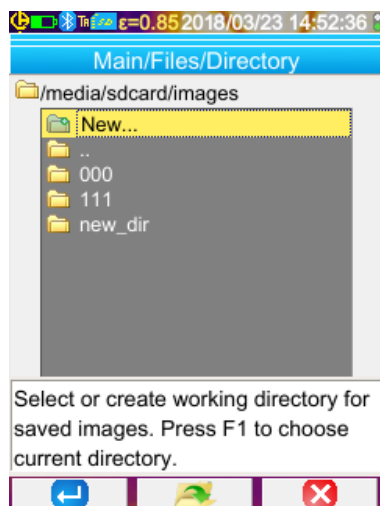 ε=0.85 2018/03/23 14:52:36
Main/Files/Directory
/media/sdcard/images
New...
..
000
111
new_dir
Select or create working directory for
saved images. Press F1 to choose
current directory.